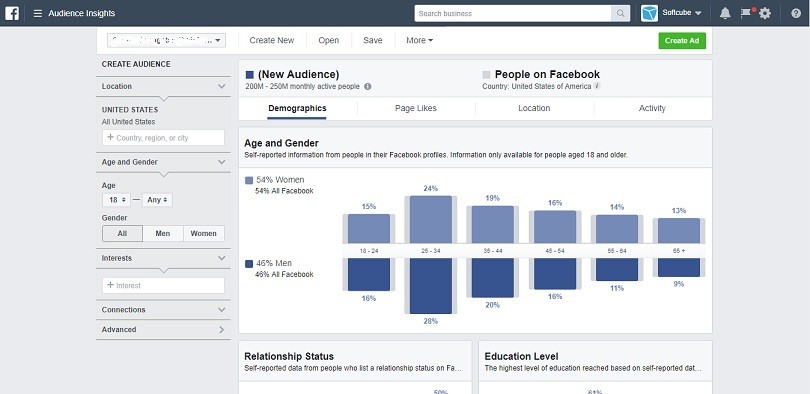 f
Audience Insights
Search business
Softcube
?
Create New Open Save More
Create Ad
CREATE AUDIENCE
Location
UNITED STATES
All United States
+ Country, region, or city
Age and Gender
Age
18 — Any
Gender
All Men Women
Interests
+ Interest
Connections
Advanced
(New Audience)
200M - 250M monthly active people i
People on Facebook
Country: United States of America i
Demographics Page Likes Location Activity
Age and Gender
Self-reported information from people in their Facebook profiles. Information only available for people aged 18 and older.
54% Women
54% All Facebook
15% 24% 19% 16% 14% 13%
18 - 24 25 - 34 35 - 44 45 - 54 55 - 64 65 +
46% Men
46% All Facebook
16% 28% 20% 16% 11% 9%
Relationship Status
Self-reported data from people who list a relationship status on Fa...
50%
Education Level
The highest level of education reached based on self-reported dat...
61%